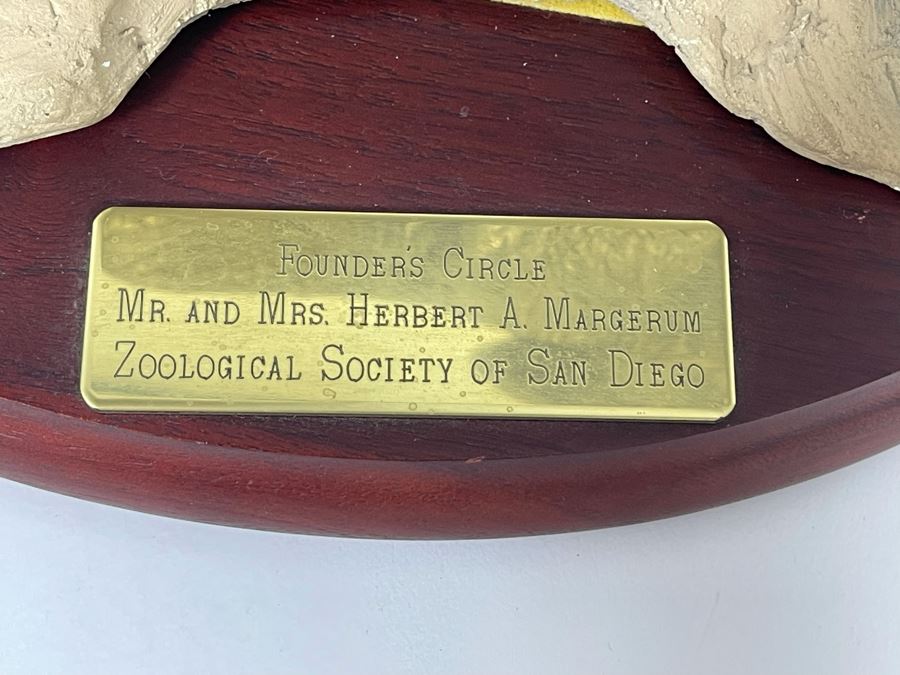 Founder's Circle
Mr. and Mrs. Herbert A. Margerum
Zoological Society of San Diego